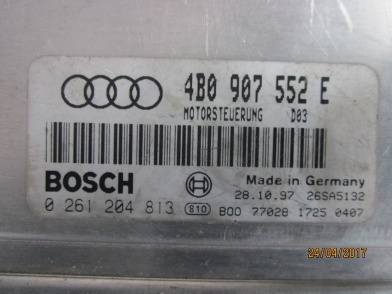 4B0 907 552 E
MOTORSTEUERUNG D03
BOSCH
Made in Germany
28.10.97 26SA5132
0 261 204 813 810 B00 77028 1725 0407
24/04/2017